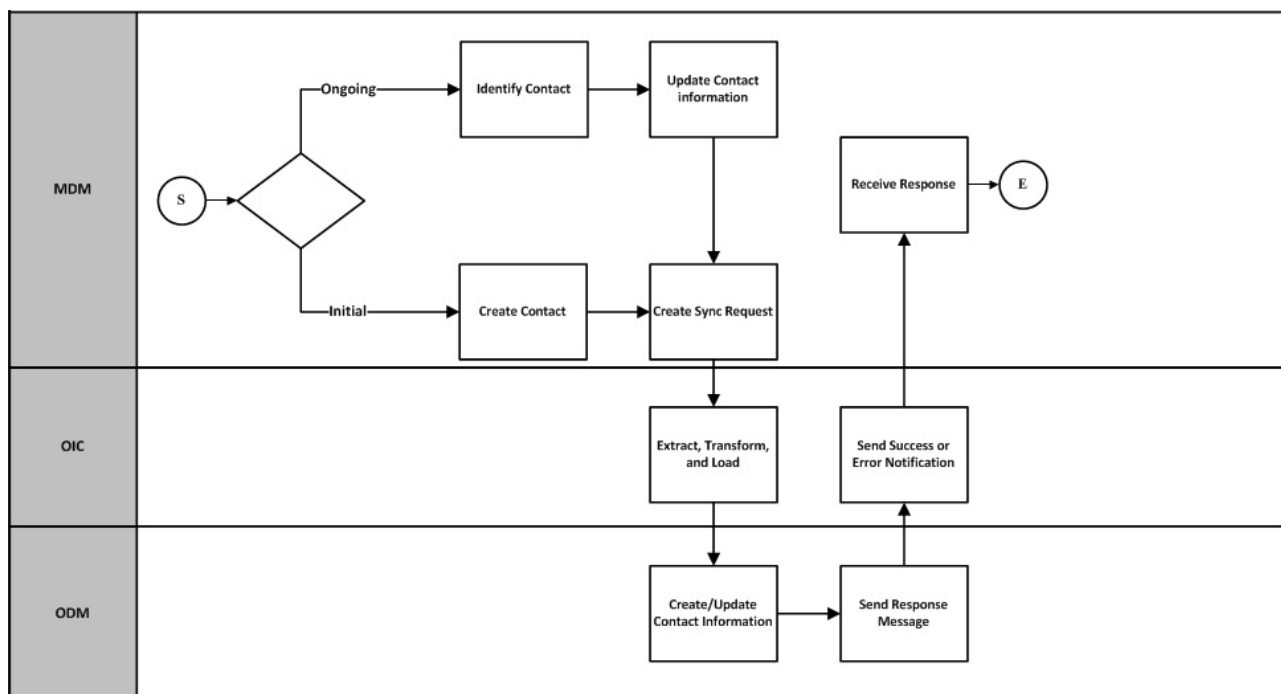 MDM
S
Ongoing
Identify Contact
Update Contact
information
Initial
Create Contact
Create Sync Request
Receive Response
E
OIC
Extract, Transform,
and Load
Send Success or
Error Notification
ODM
Create/Update
Contact Information
Send Response
Message